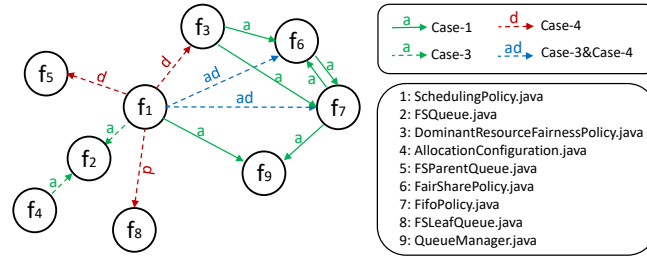 a Case-1 d Case-4
a Case-3 ad Case-3&Case-4
f3 a f6
d ad a a
f5 d
f1 ad a f7
a a a
f2 f9
a d
f4 f8
1: SchedulingPolicy.java
2: FSQueue.java
3: DominantResourceFairnessPolicy.java
4: AllocationConfiguration.java
5: FSParentQueue.java
6: FairSharePolicy.java
7: FifoPolicy.java
8: FSLeafQueue.java
9: QueueManager.java